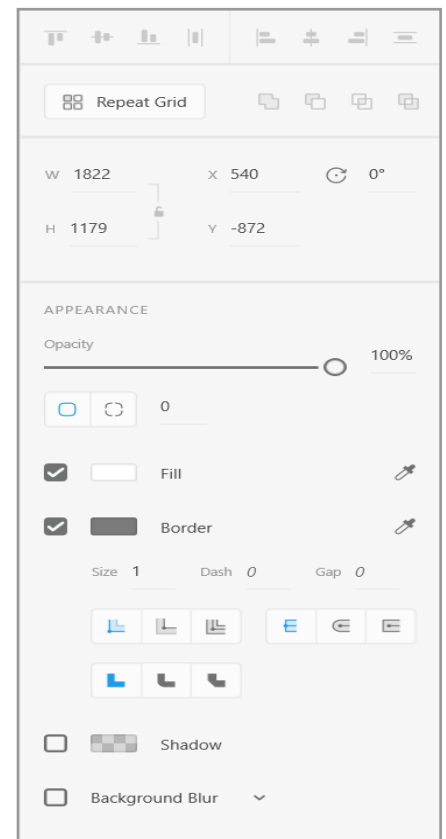 Repeat Grid
W 1822 X 540 0°
H 1179 Y -872
APPEARANCE
Opacity
100%
0
Fill
Border
Size 1 Dash 0 Gap 0
Shadow
Background Blur